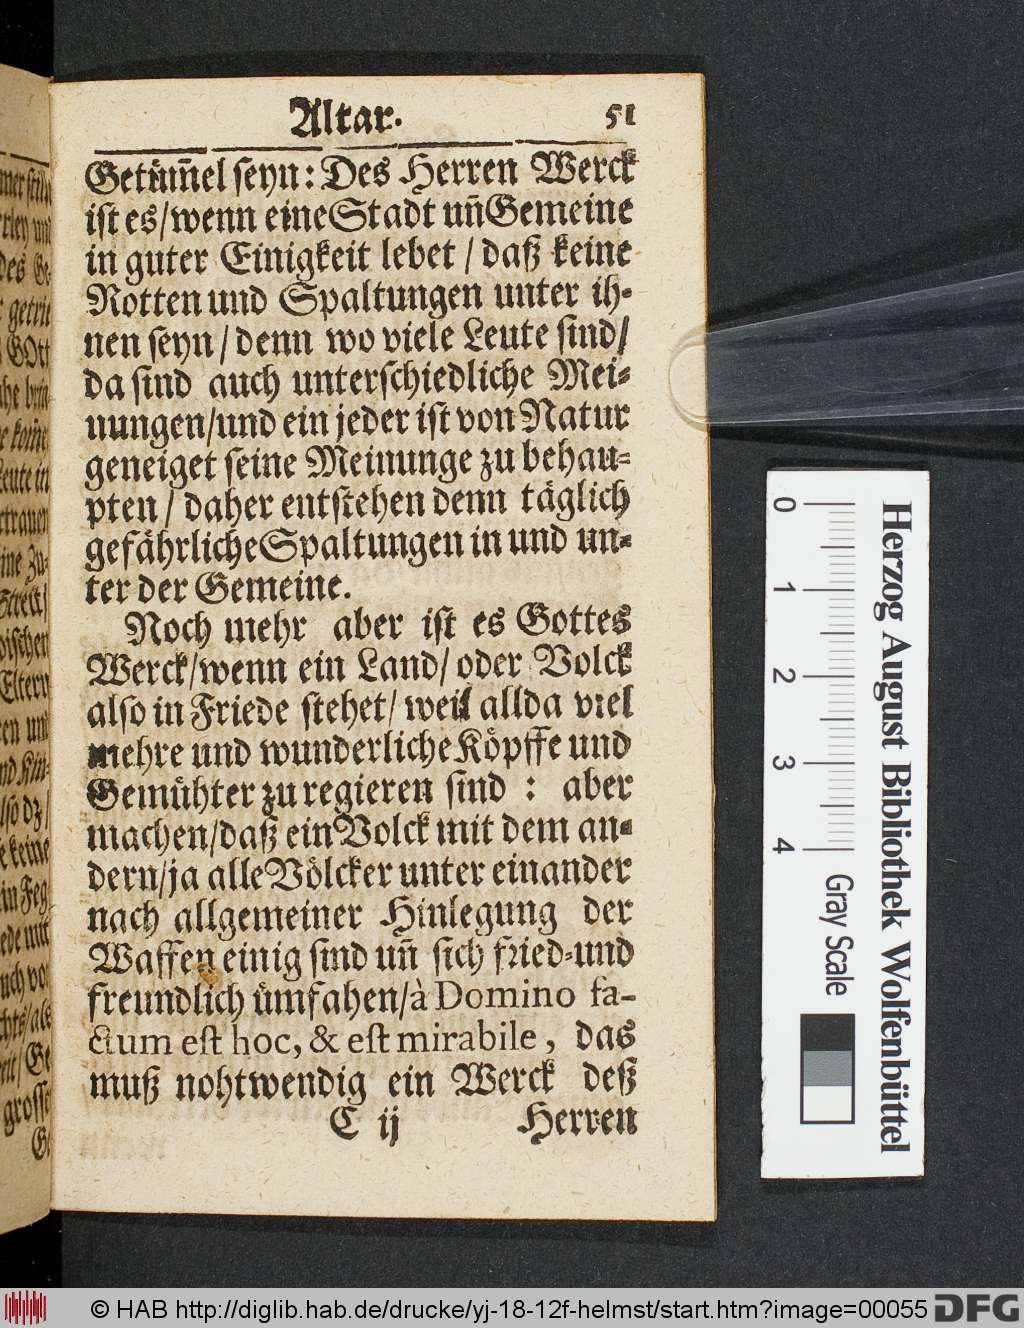 Altar. 51
Getüm̃el ſeyn: Des Herren Werck
iſt es/wenn eine Stadt uñ Gemeine
in guter Einigkeit lebet / daß keine
Rotten und Spaltungen unter ih-
nen ſeyn / denn wo viele Leute ſind/
da ſind auch unterſchiedliche Mei-
nungen/und ein jeder iſt von Natur
geneiget ſeine Meinunge zu behau-
pten / daher entſtehen denn täglich
gefährliche Spaltungen in und un-
ter der Gemeine.
Noch mehr aber iſt es Gottes
Werck/wenn ein Land/ oder Volck
alſo in Friede ſtehet/ weil allda viel
mehre und wunderliche Köpffe und
Gemühter zu regieren ſind : aber
machen/daß ein Volck mit dem an-
dern/ja alle Völcker unter einander
nach allgemeiner Hinlegung der
Waffen einig ſind uñ ſich fried-und
freundlich ümfahen/à Domino fa-
ctum eſt hoc, & eſt mirabile, das
muß nohtwendig ein Werck deß
C ij Herren
0 1 2 3 4
Gray Scale
Herzog August Bibliothek Wolfenbüttel
© HAB http://diglib.hab.de/drucke/yj-18-12f-helmst/start.htm?image=00055 DFG